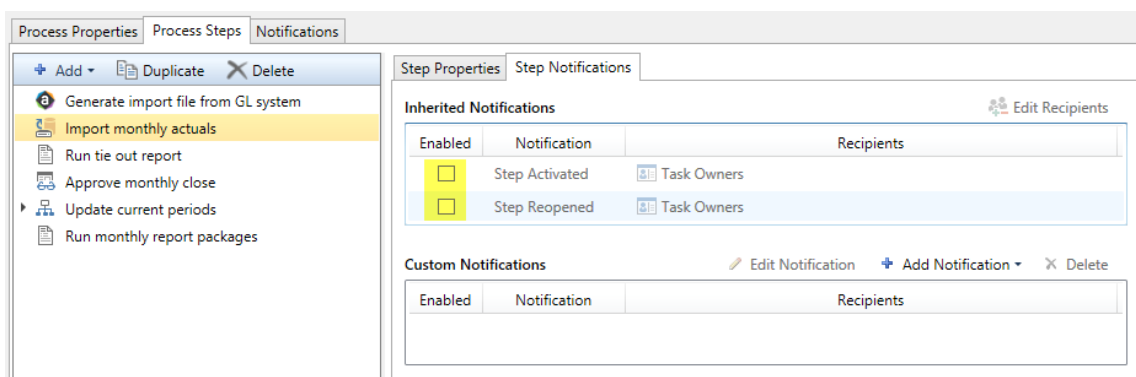 Process Properties Process Steps Notifications
Add Duplicate Delete
Generate import file from GL system
Import monthly actuals
Run tie out report
Approve monthly close
Update current periods
Run monthly report packages
Step Properties Step Notifications
Inherited Notifications Edit Recipients
Enabled Notification Recipients
Step Activated Task Owners
Step Reopened Task Owners
Custom Notifications Edit Notification Add Notification Delete
Enabled Notification Recipients